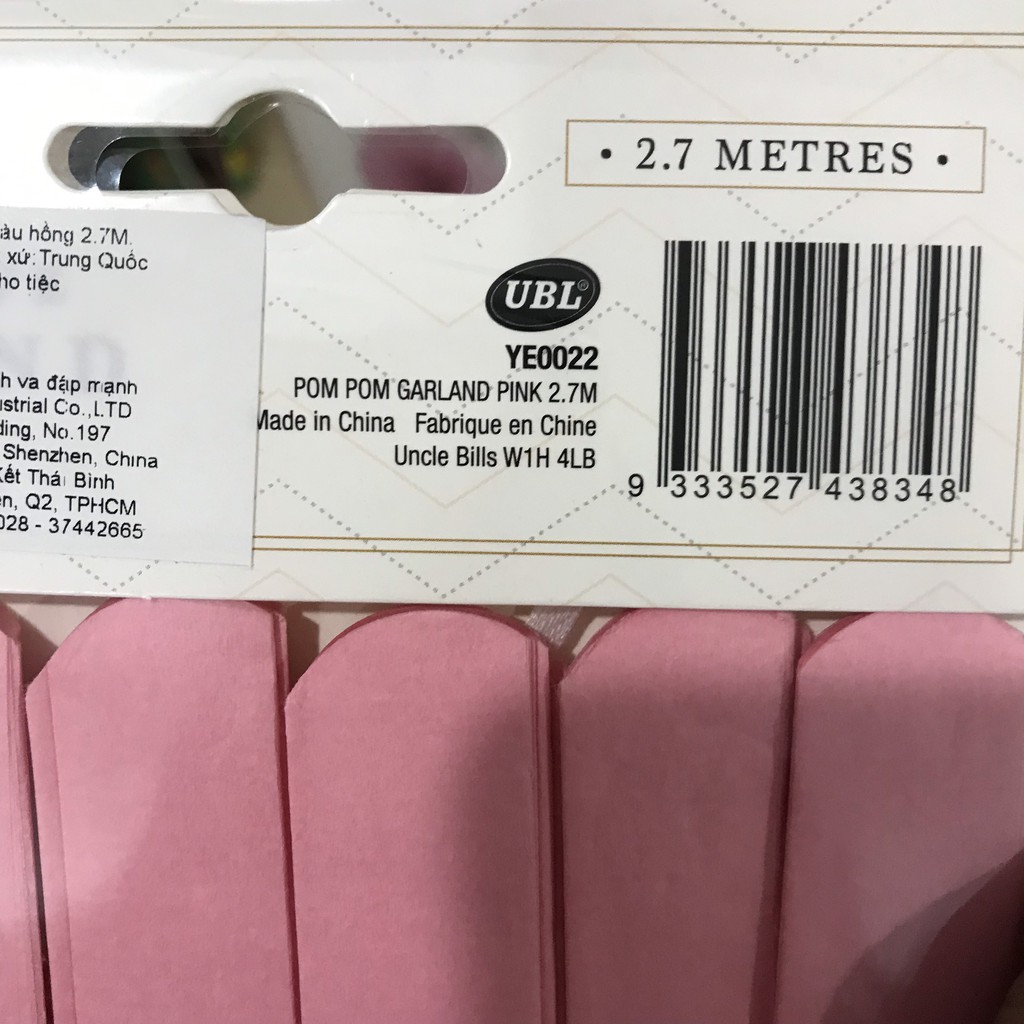 • 2.7 METRES •
àu hồng 2.7M.
xứ: Trung Quốc
ho tiệc
h va đập mạnh
ustrial Co.,LTD
ding, No.197
Shenzhen, China
Kết Thái Bình
en, Q2, TPHCM
028 - 37442665
UBL®
YE0022
POM POM GARLAND PINK 2.7M
Made in China Fabrique en Chine
Uncle Bills W1H 4LB
9 333527 438348